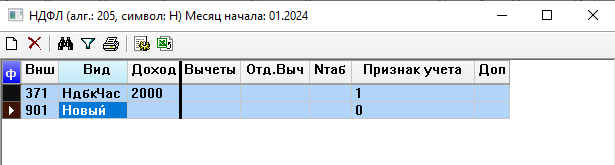 НДФЛ (алг.: 205, символ: Н) Месяц начала: 01.2024
ф Внш Вид Доход Вычеты Отд.Выч Nтаб Признак учета Доп
371 НдбкЧас 2000 1
901 Новый 0